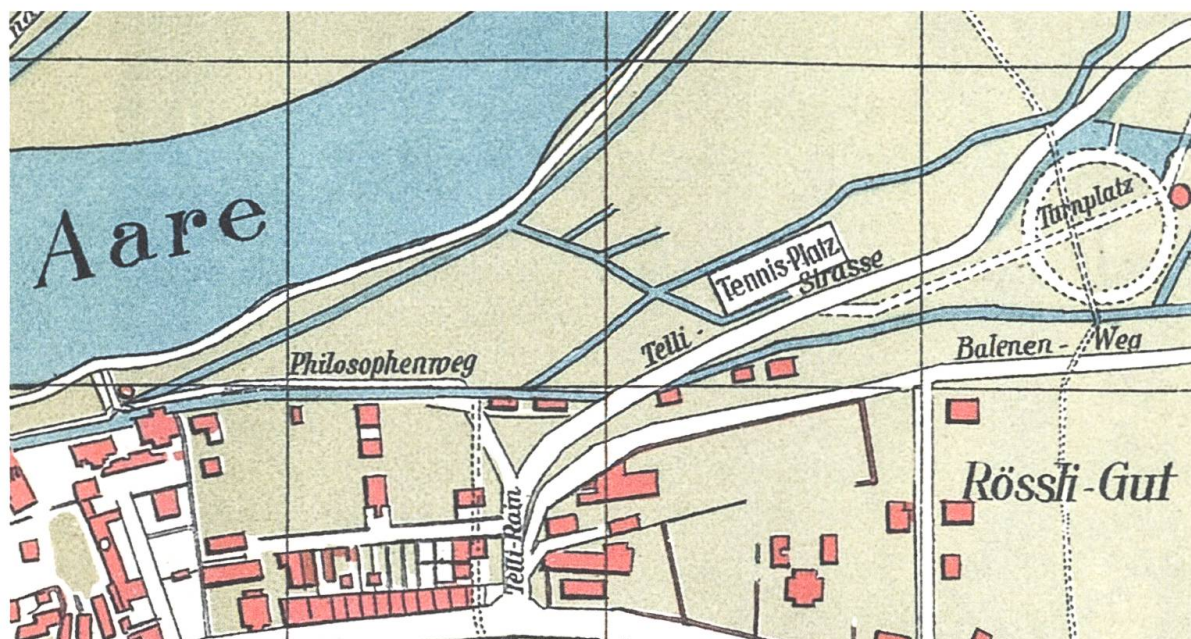 Aare
Turnplatz
Tennis-Platz
Telli-Strasse
Balenen-Weg
Philosophenweg
Rössli-Gut
Telli-Rain